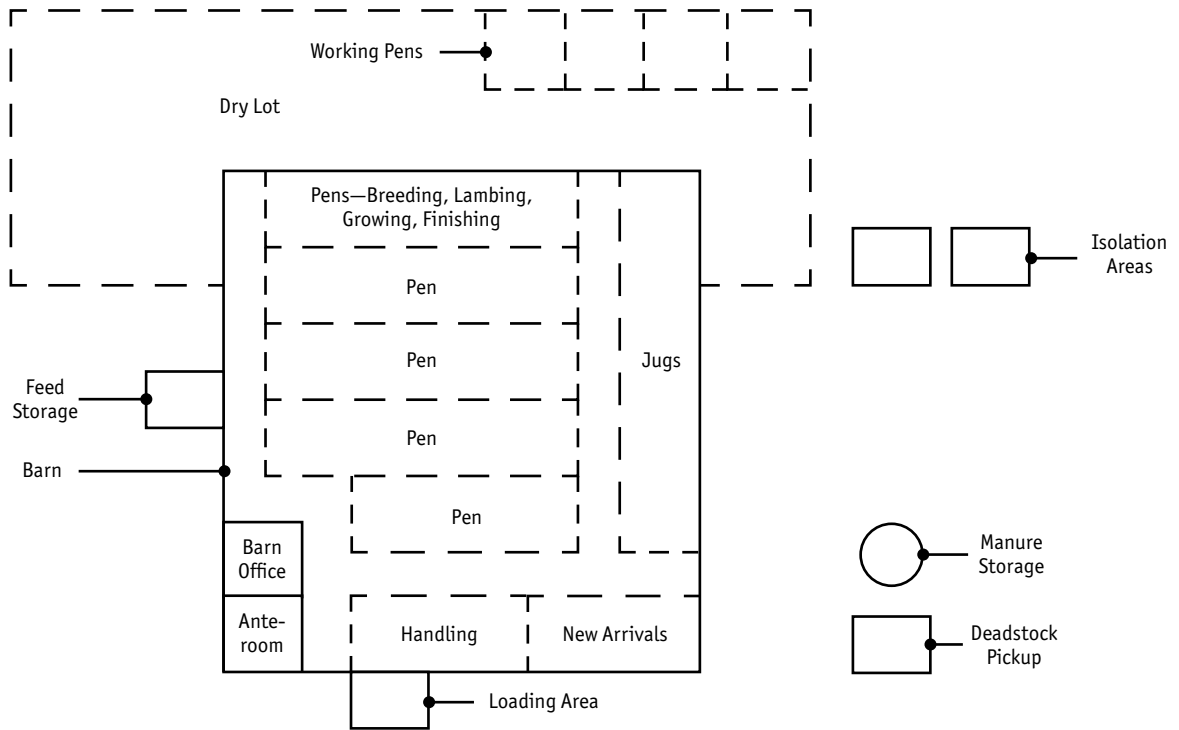 Working Pens
Dry Lot
Pens—Breeding, Lambing,
Growing, Finishing
Isolation
Areas
Pen
Pen
Jugs
Feed
Storage
Pen
Barn
Pen
Barn
Office
Manure
Storage
Ante-
room
Handling
New Arrivals
Deadstock
Pickup
Loading Area